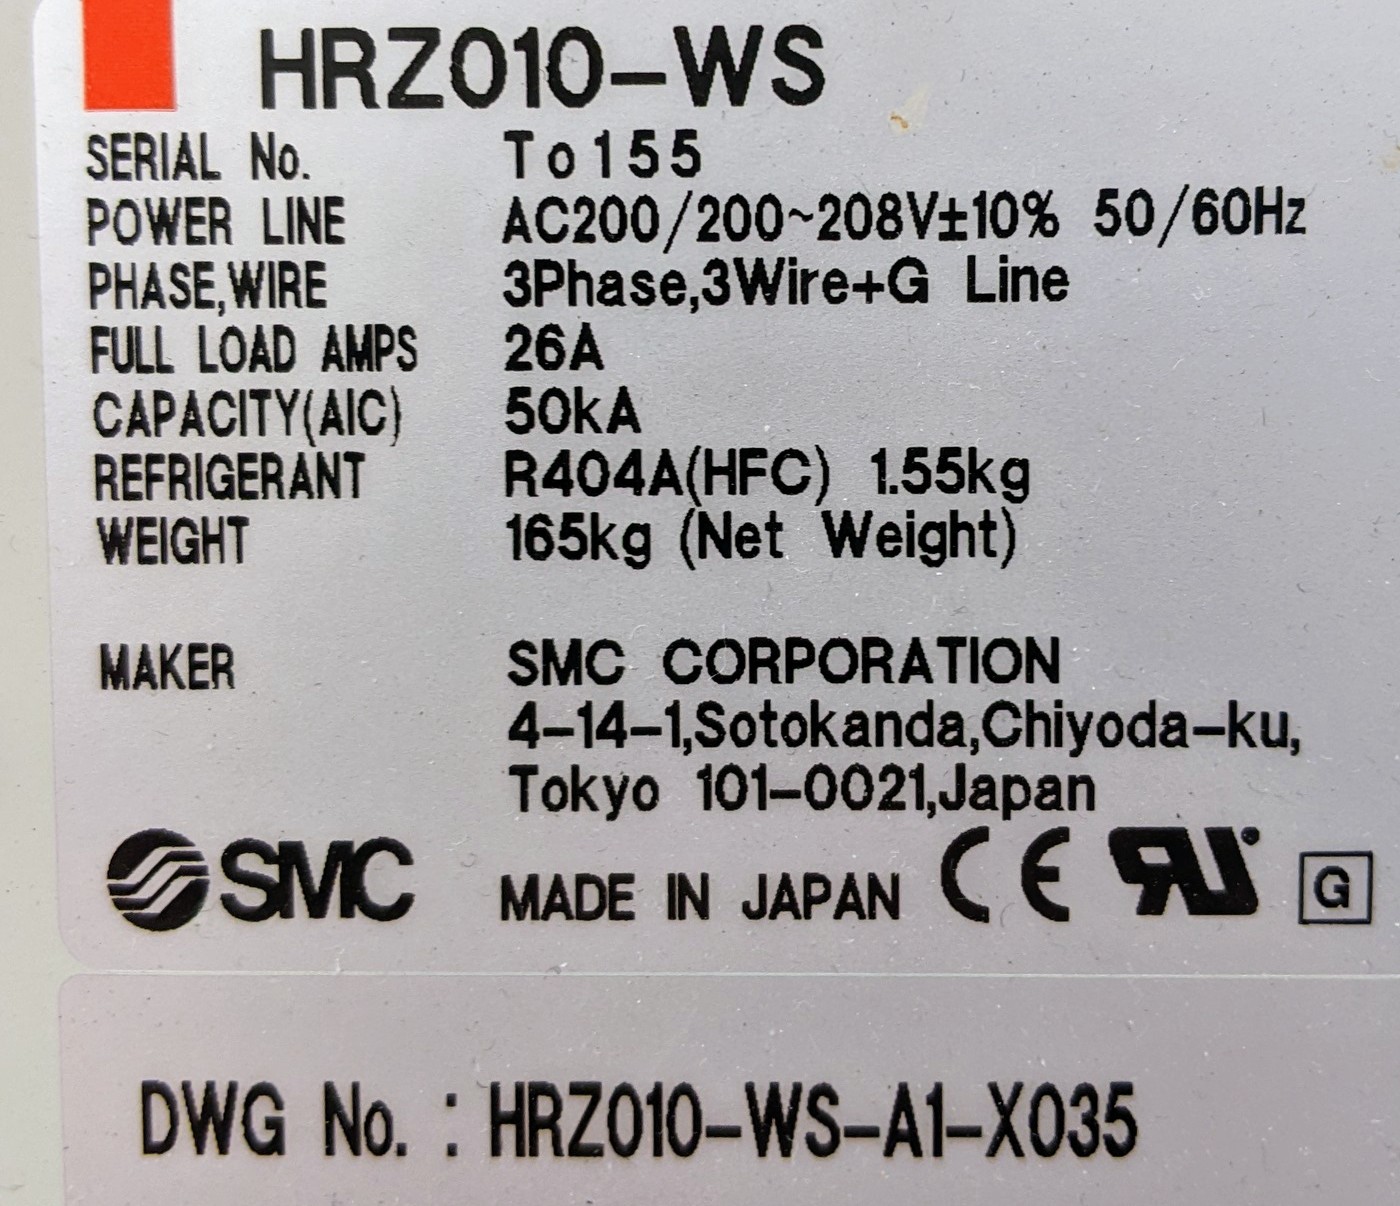 HRZ010-WS
SERIAL No. To155
POWER LINE AC200/200~208V±10% 50/60Hz
PHASE,WIRE 3Phase,3Wire+G Line
FULL LOAD AMPS 26A
CAPACITY(AIC) 50kA
REFRIGERANT R404A(HFC) 1.55kg
WEIGHT 165kg (Net Weight)
MAKER SMC CORPORATION
4-14-1,Sotokanda,Chiyoda-ku,
Tokyo 101-0021,Japan
SMC MADE IN JAPAN CE RU G
DWG No. : HRZ010-WS-A1-X035